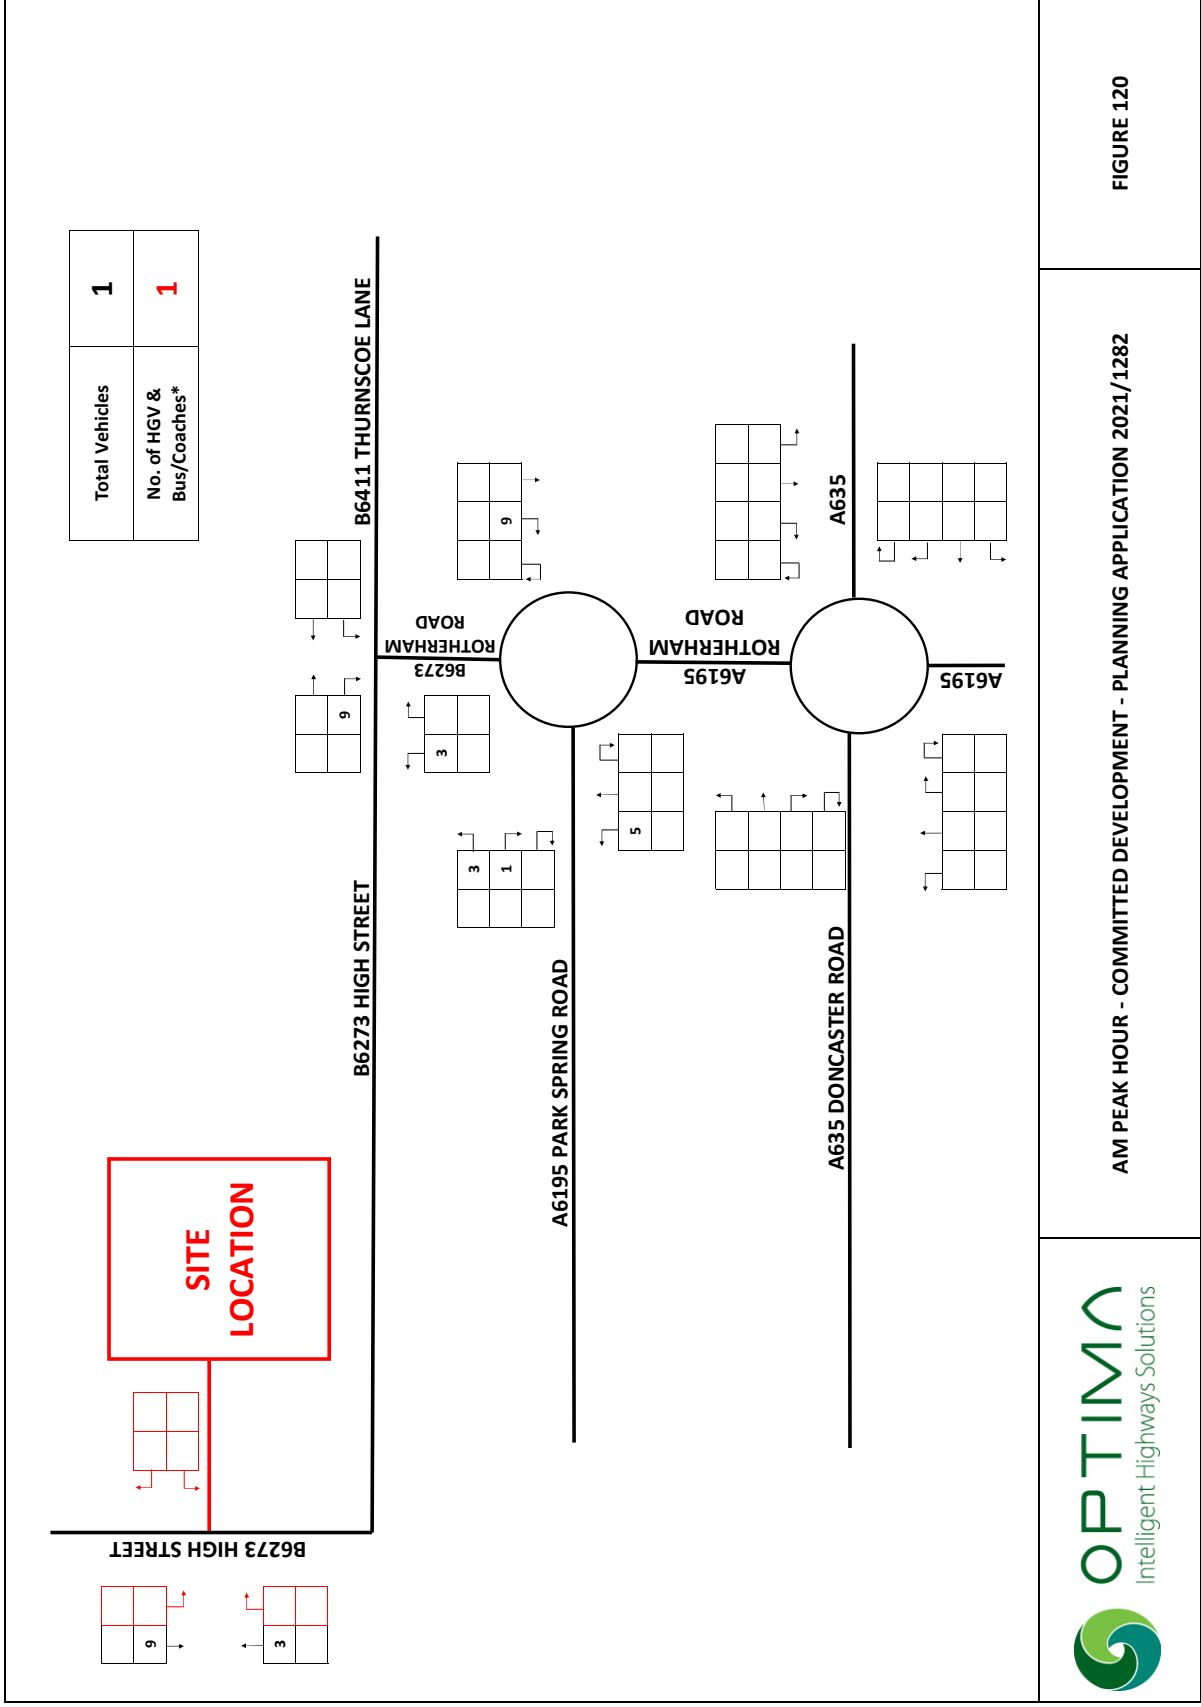 Total Vehicles 1
No. of HGV &
Bus/Coaches*
1
9
3
B6273 HIGH STREET
SITE
LOCATION
9
B6273 HIGH STREET
B6411 THURNSCOE LANE
3
B6273
ROTHERHAM
ROAD
3
1
9
A6195 PARK SPRING ROAD
5
A6195
ROTHERHAM
ROAD
A635 DONCASTER ROAD
A635
A6195
OPTIMA
Intelligent Highways Solutions
AM PEAK HOUR - COMMITTED DEVELOPMENT - PLANNING APPLICATION 2021/1282
FIGURE 120